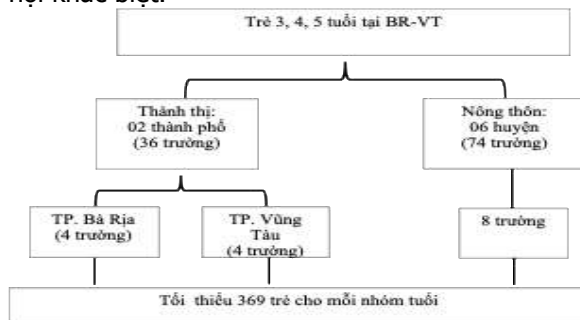 Trẻ 3, 4, 5 tuổi tại BR-VT
Thành thị:
02 thành phố
(36 trường)
Nông thôn:
06 huyện
(74 trường)
TP. Bà Rịa
(4 trường)
TP. Vũng
Tàu
(4 trường)
8 trường
Tối thiểu 369 trẻ cho mỗi nhóm tuổi